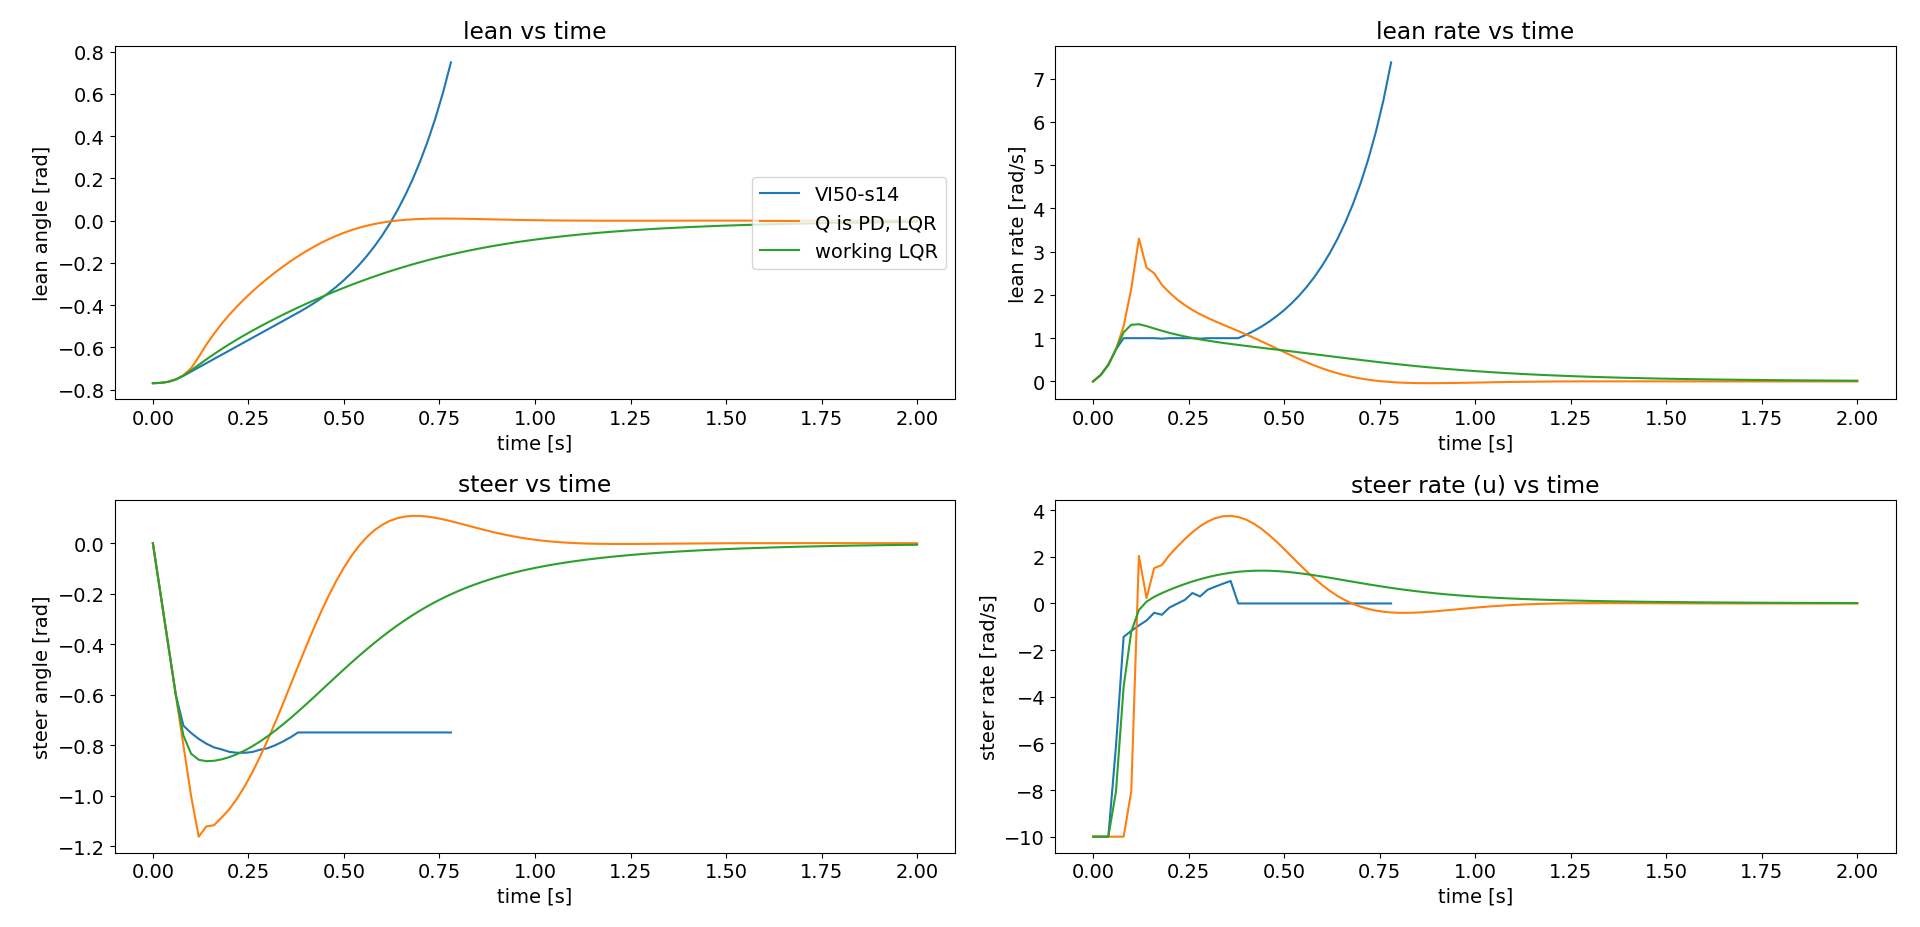 lean vs time
lean angle [rad]
0.8
0.6
0.4
0.2
0.0
−0.2
−0.4
−0.6
−0.8
0.00 0.25 0.50 0.75 1.00 1.25 1.50 1.75 2.00
time [s]
VI50-s14
Q is PD, LQR
working LQR
lean rate vs time
lean rate [rad/s]
7
6
5
4
3
2
1
0
0.00 0.25 0.50 0.75 1.00 1.25 1.50 1.75 2.00
time [s]
steer vs time
steer angle [rad]
0.0
−0.2
−0.4
−0.6
−0.8
−1.0
−1.2
0.00 0.25 0.50 0.75 1.00 1.25 1.50 1.75 2.00
time [s]
steer rate (u) vs time
steer rate [rad/s]
4
2
0
−2
−4
−6
−8
−10
0.00 0.25 0.50 0.75 1.00 1.25 1.50 1.75 2.00
time [s]